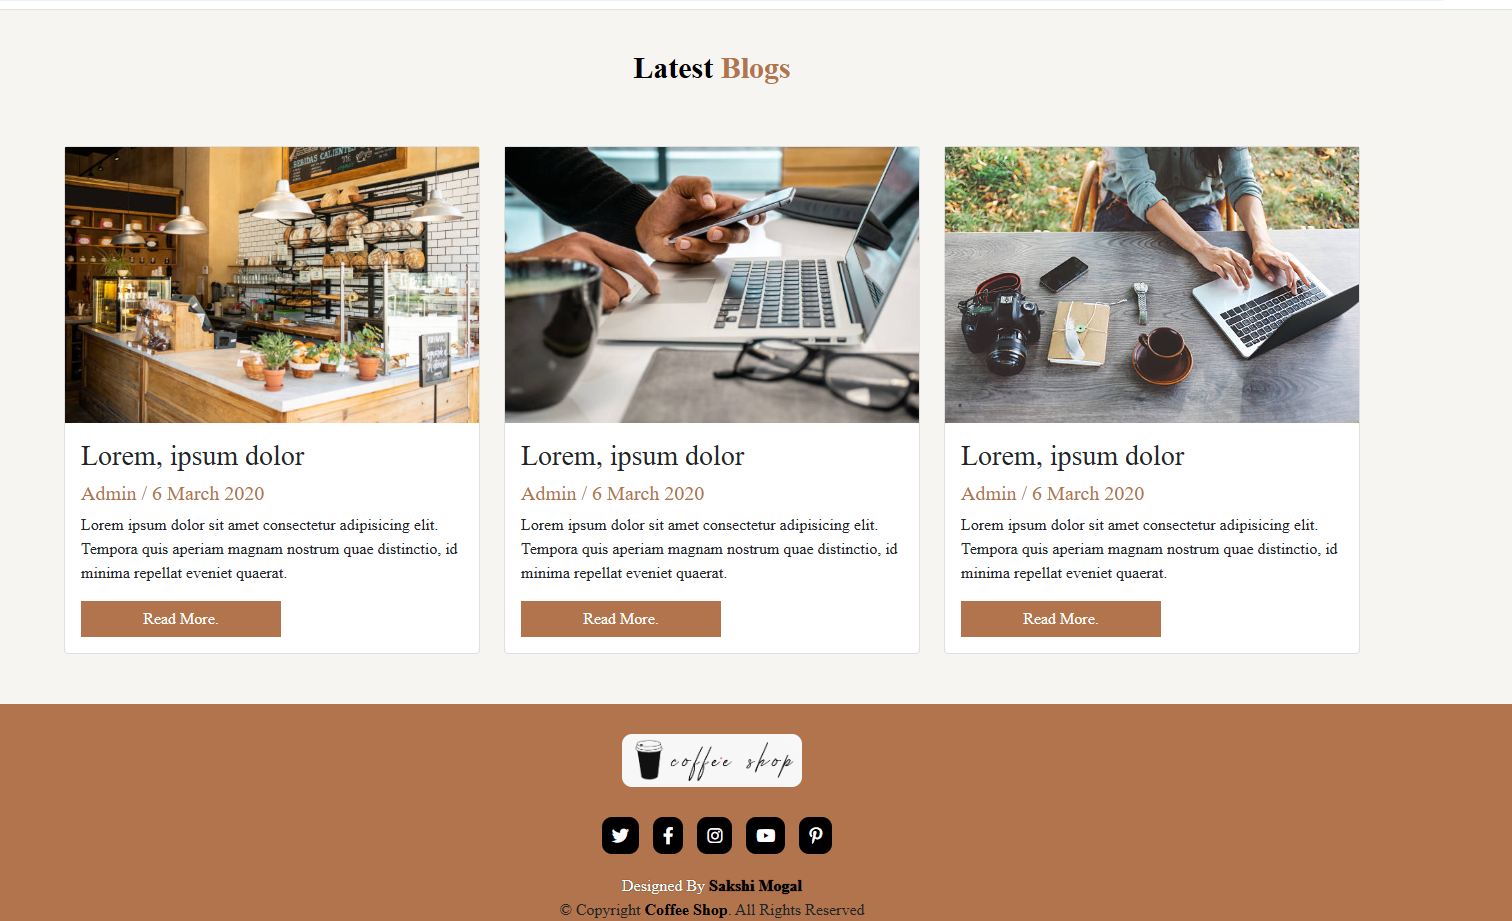 Latest Blogs
BEBIDAS CALIENTES
Lorem, ipsum dolor
Admin / 6 March 2020
Lorem ipsum dolor sit amet consectetur adipisicing elit.
Tempora quis aperiam magnam nostrum quae distinctio, id
minima repellat eveniet quaerat.
Read More.
Lorem, ipsum dolor
Admin / 6 March 2020
Lorem ipsum dolor sit amet consectetur adipisicing elit.
Tempora quis aperiam magnam nostrum quae distinctio, id
minima repellat eveniet quaerat.
Read More.
Lorem, ipsum dolor
Admin / 6 March 2020
Lorem ipsum dolor sit amet consectetur adipisicing elit.
Tempora quis aperiam magnam nostrum quae distinctio, id
minima repellat eveniet quaerat.
Read More.
coffee shop
Designed By Sakshi Mogal
© Copyright Coffee Shop. All Rights Reserved